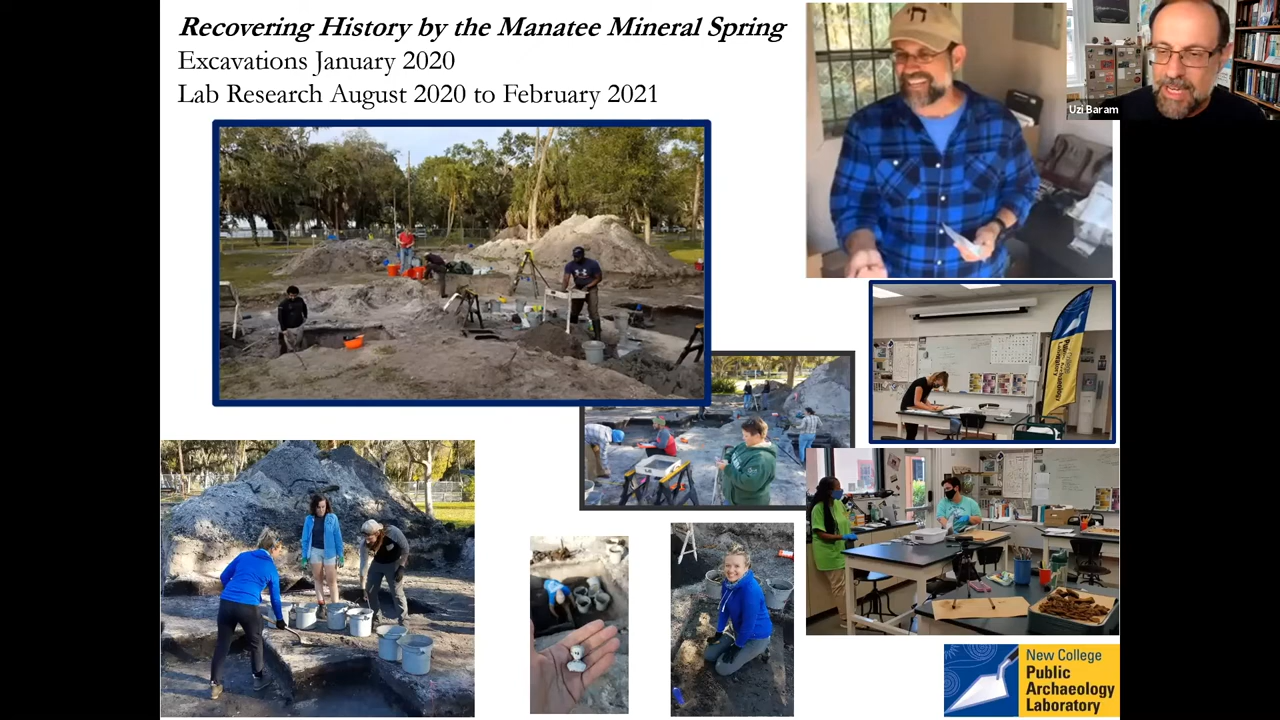 Recovering History by the Manatee Mineral Spring
Excavations January 2020
Lab Research August 2020 to February 2021
Uzi Baram
New College
Public
Archaeology
Laboratory